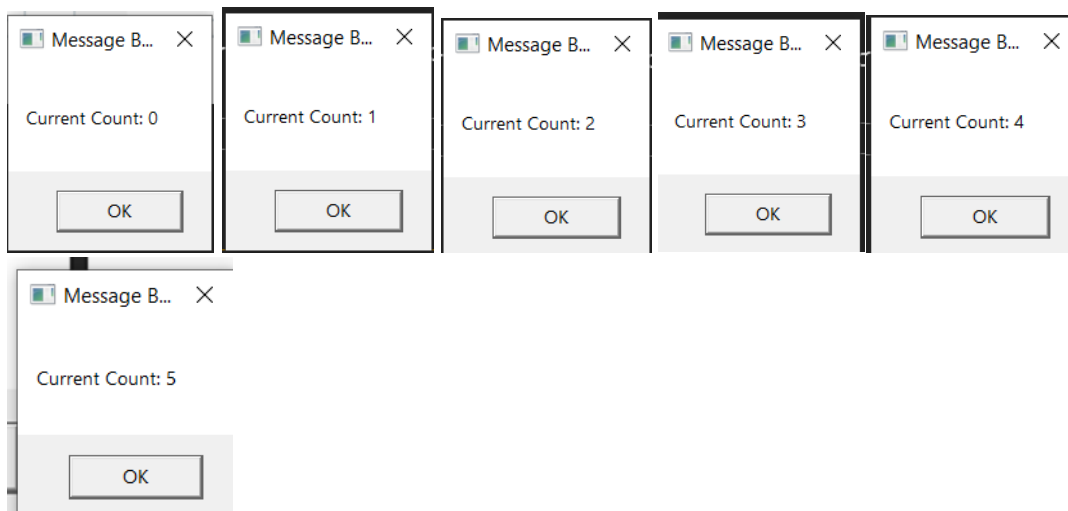 Message B...
Current Count: 0
OK
Message B...
Current Count: 1
OK
Message B...
Current Count: 2
OK
Message B...
Current Count: 3
OK
Message B...
Current Count: 4
OK
Message B...
Current Count: 5
OK